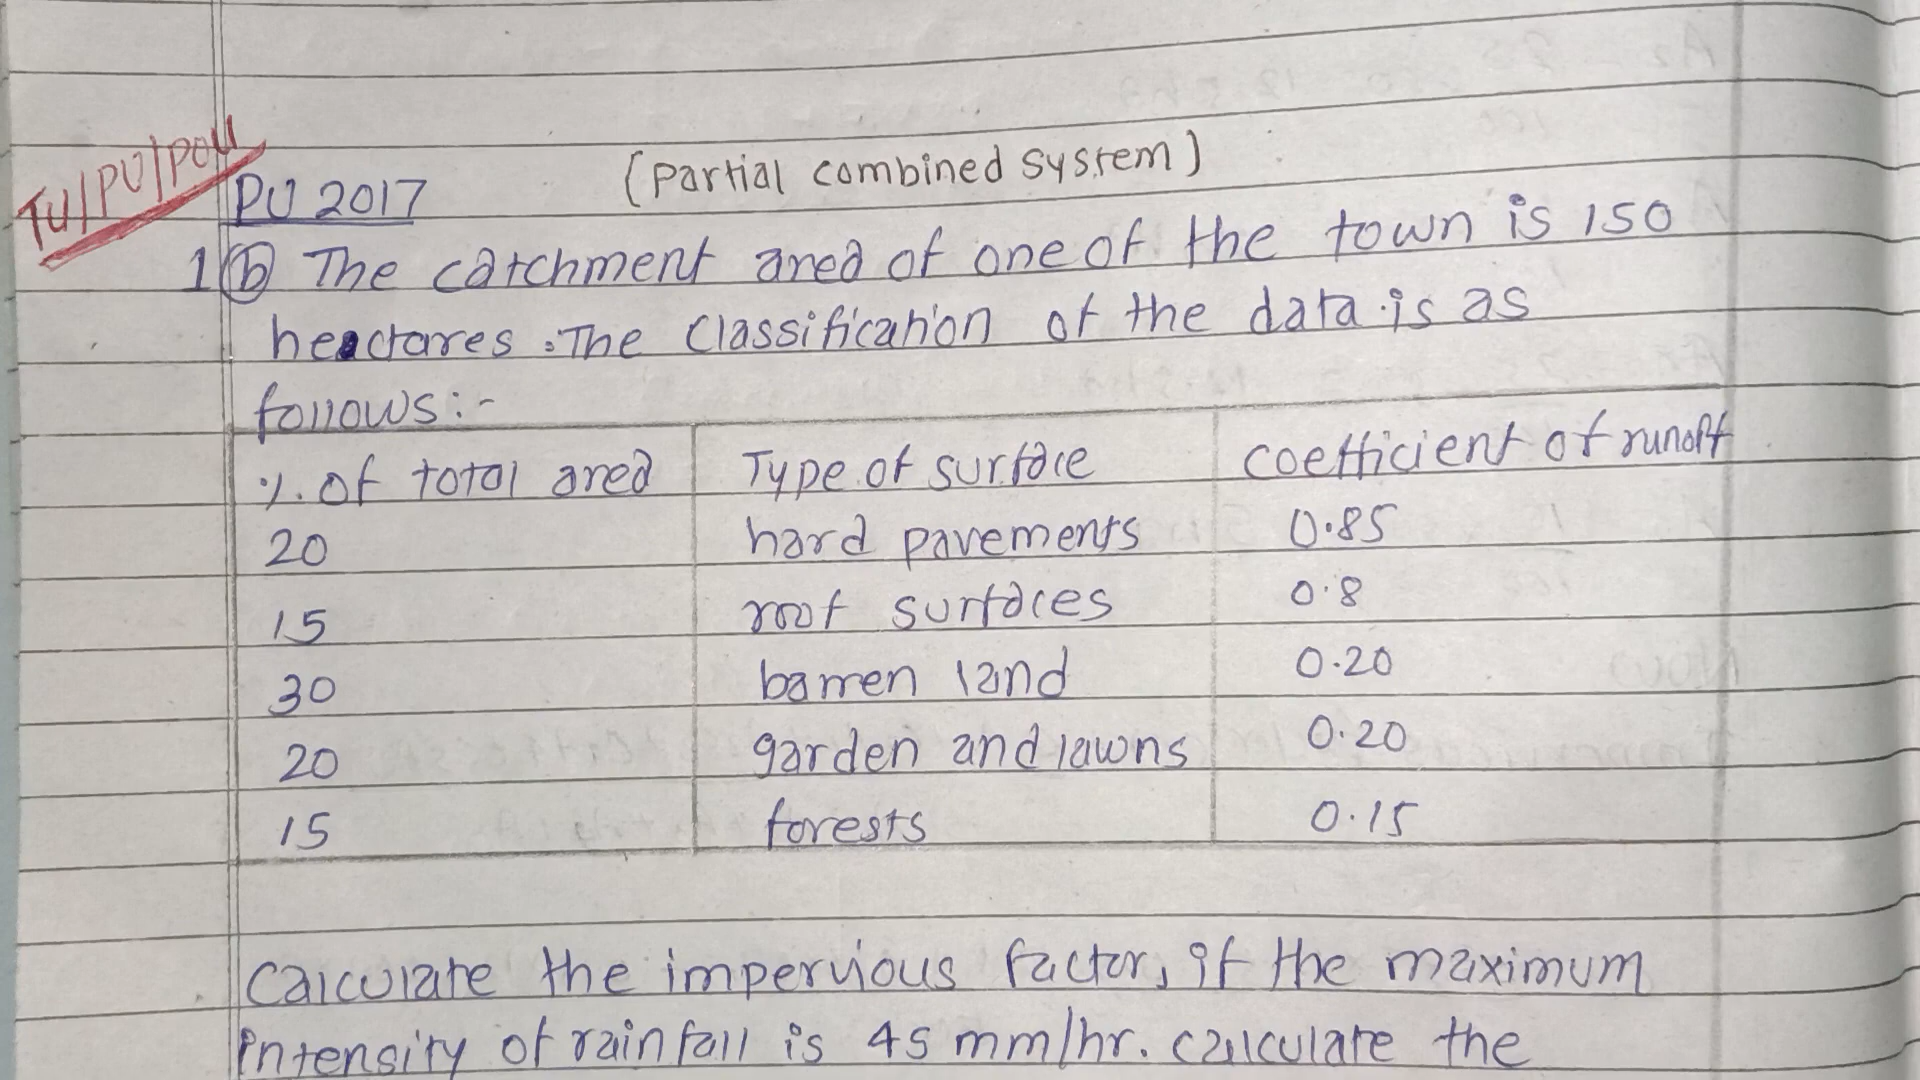 TU/PU/POU
PU 2017 (Partial combined system)
1 (b) The catchment area of one of the town is 150
hectares. The Classification of the data is as
follows:-
%. of total area Type of surface coefficient of runoff
20 hard pavements 0.85
15 roof surfaces 0.8
30 barren land 0.20
20 garden and lawns 0.20
15 forests 0.15
Calculate the impervious factor, if the maximum
intensity of rainfall is 45 mm/hr. calculate the